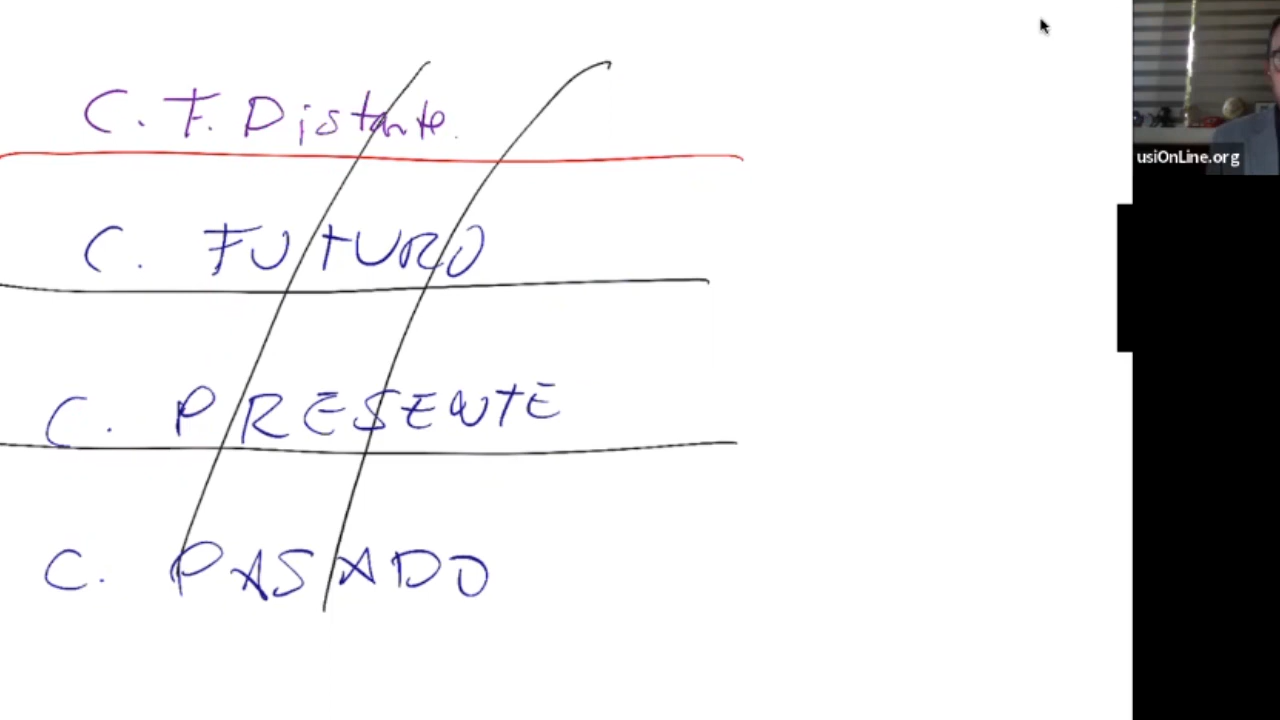 C. F. Distante.
usiOnLine.org
C. FUTURO
C. PRESENTE
C. PASADO